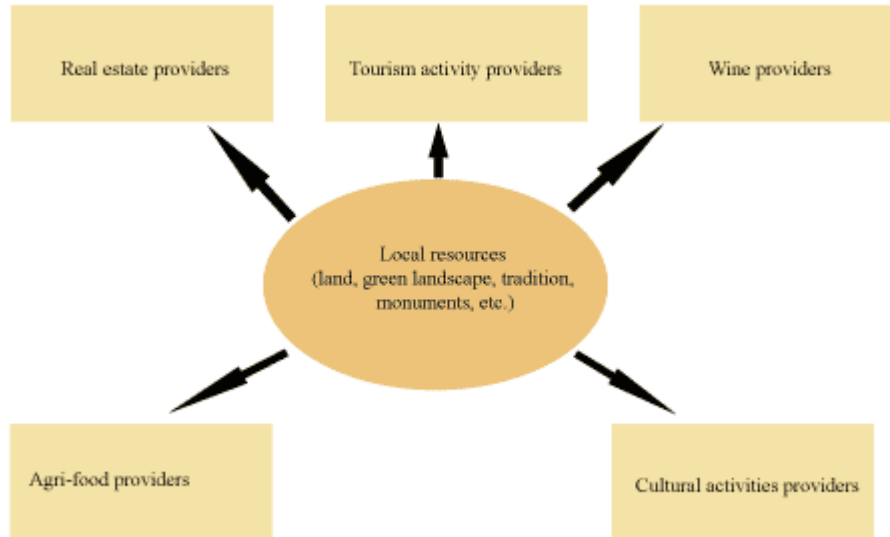 Real estate providers
Tourism activity providers
Wine providers
Local resources
(land, green landscape, tradition,
monuments, etc.)
Agri-food providers
Cultural activities providers